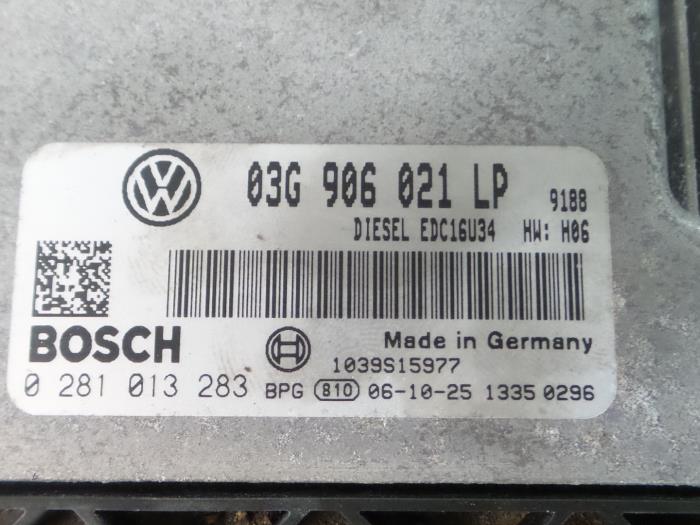 03G 906 021 LP 9188
DIESEL EDC16U34 HW: H06
BOSCH
Made in Germany
1039S15977
0 281 013 283 BPG 810 06-10-25 1335 0296